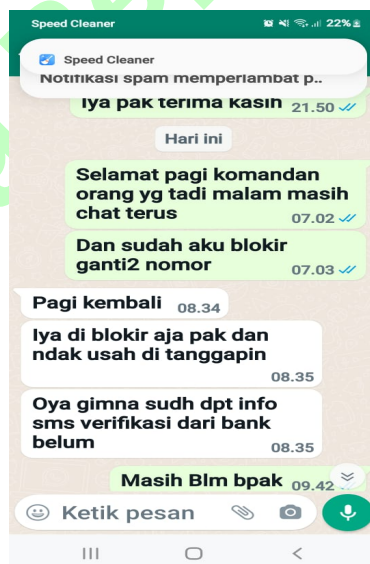 Speed Cleaner
22%
Speed Cleaner
Notifikasi spam memperlambat p..
Iya pak terima kasih 21.50
Hari ini
Selamat pagi komandan
orang yg tadi malam masih
chat terus 07.02
Dan sudah aku blokir
ganti2 nomor 07.03
Pagi kembali 08.34
Iya di blokir aja pak dan
ndak usah di tanggapin
08.35
Oya gimna sudh dpt info
sms verifikasi dari bank
belum 08.35
Masih Blm bpak 09.42
Ketik pesan